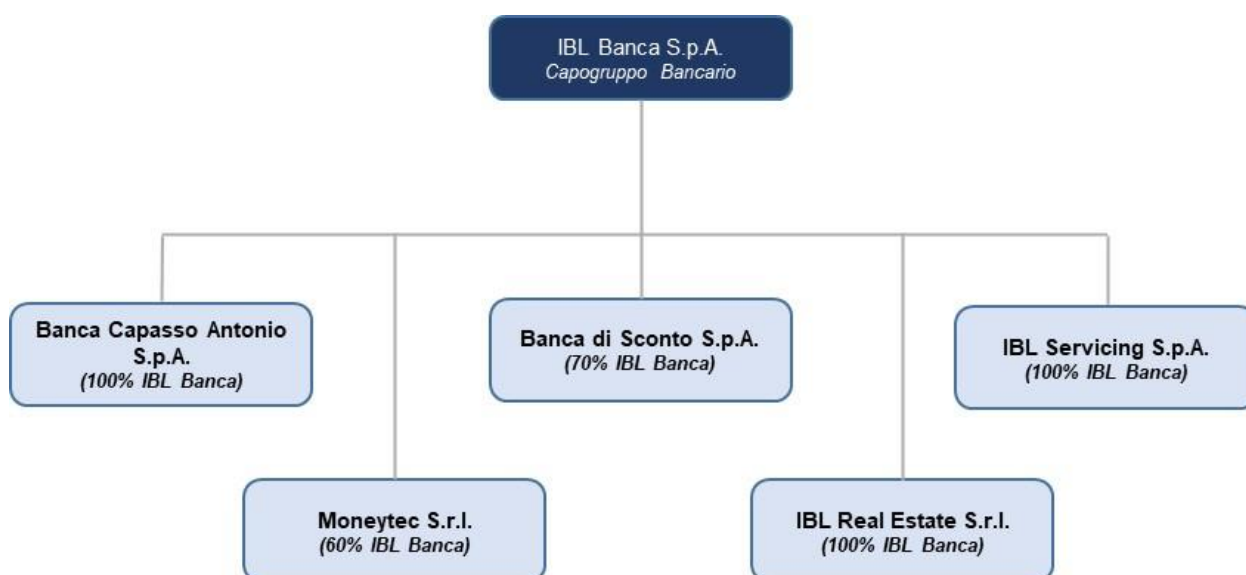 IBL Banca S.p.A.
Capogruppo Bancario
Banca Capasso Antonio
S.p.A.
(100% IBL Banca)
Banca di Sconto S.p.A.
(70% IBL Banca)
IBL Servicing S.p.A.
(100% IBL Banca)
Moneytec S.r.l.
(60% IBL Banca)
IBL Real Estate S.r.l.
(100% IBL Banca)